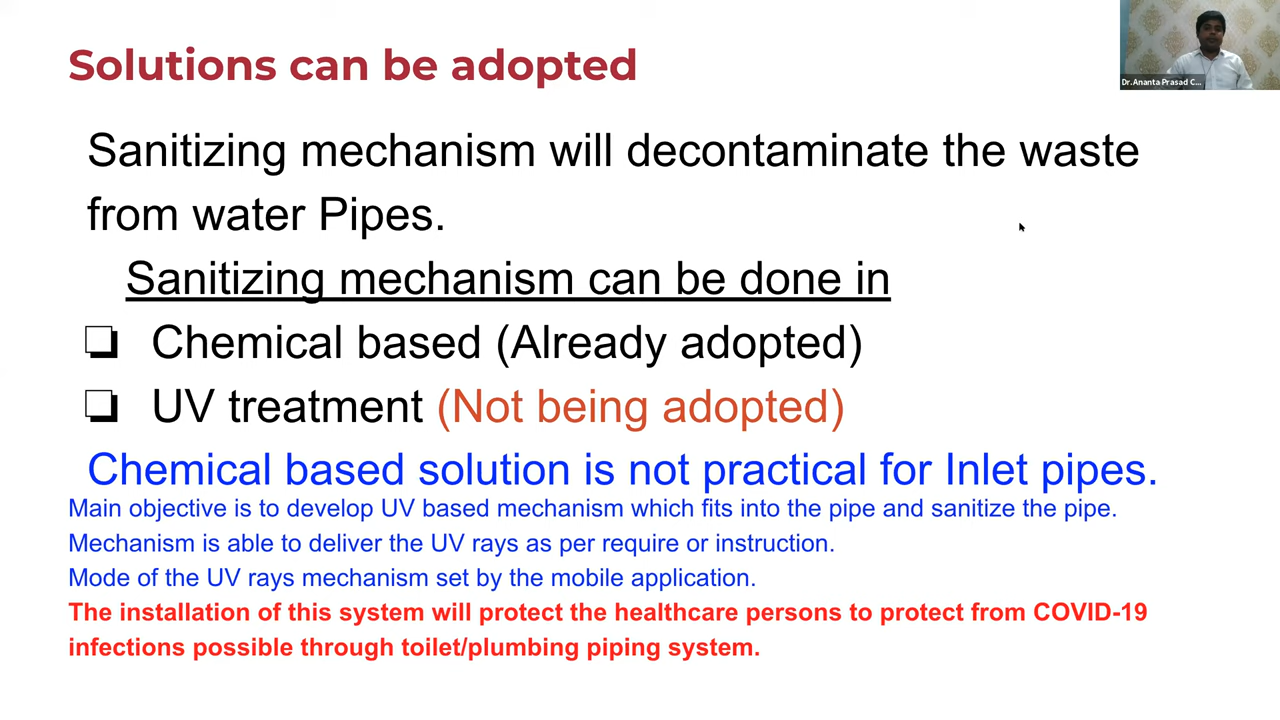 Solutions can be adopted
Dr.Ananta Prasad C...
Sanitizing mechanism will decontaminate the waste
from water Pipes.
Sanitizing mechanism can be done in
❏ Chemical based (Already adopted)
❏ UV treatment (Not being adopted)
Chemical based solution is not practical for Inlet pipes.
Main objective is to develop UV based mechanism which fits into the pipe and sanitize the pipe.
Mechanism is able to deliver the UV rays as per require or instruction.
Mode of the UV rays mechanism set by the mobile application.
The installation of this system will protect the healthcare persons to protect from COVID-19
infections possible through toilet/plumbing piping system.